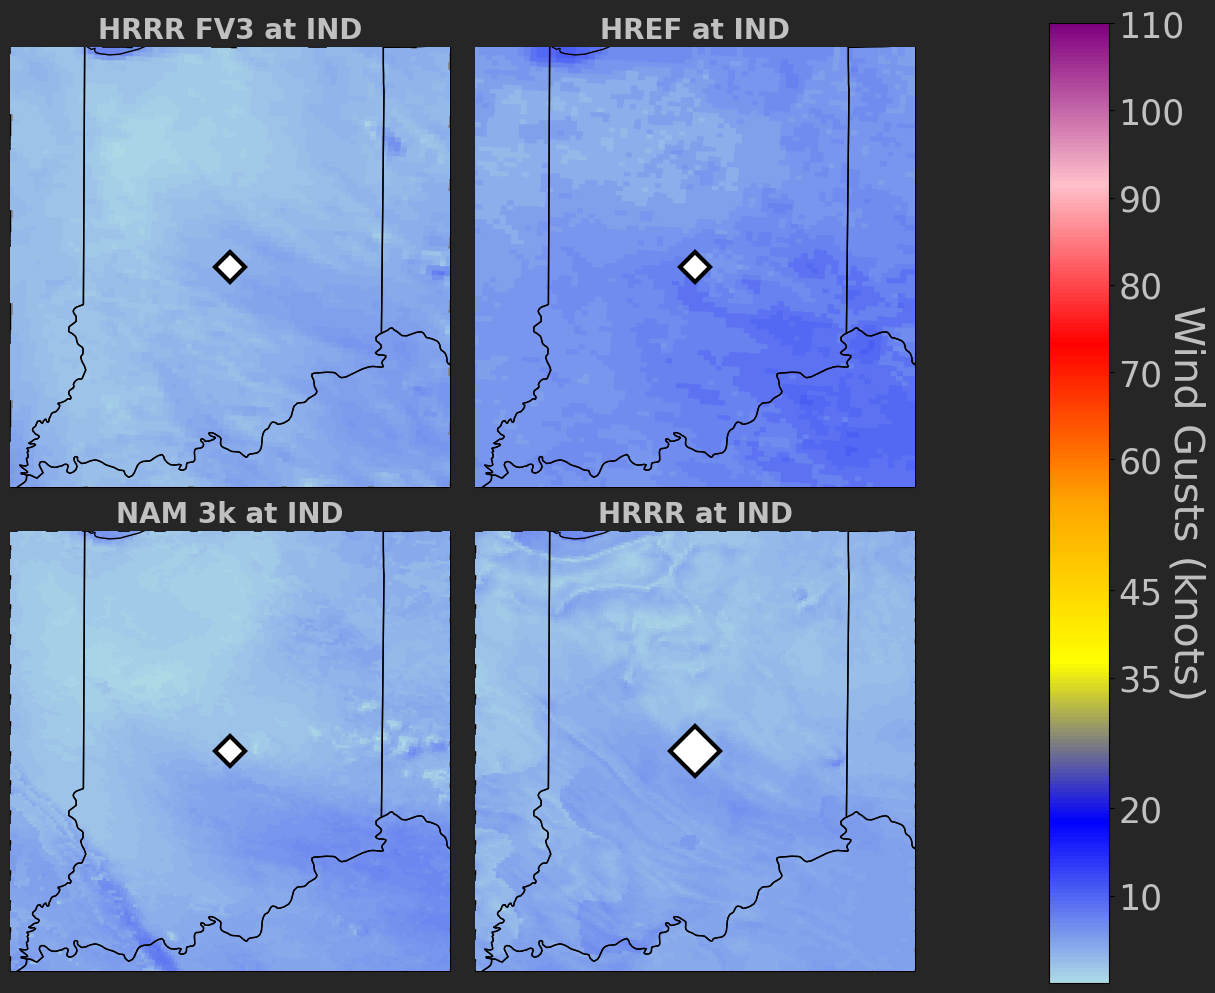 HRRR FV3 at IND
HREF at IND
NAM 3k at IND
HRRR at IND
110
100
90
80
70
60
45
35
20
10
Wind Gusts (knots)